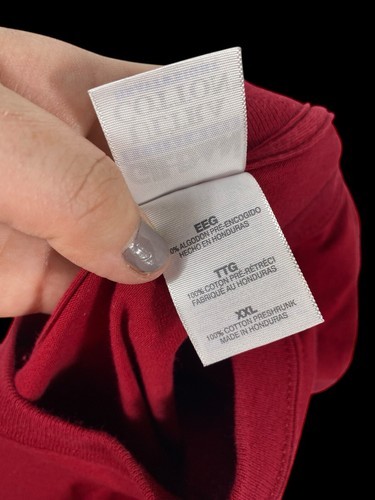 EEG
0% ALGODON PRE-ENCOGIDO
HECHO EN HONDURAS
TTG
100% COTON PRÉ-RÉTRÉCI
FABRIQUÉ AU HONDURAS
XXL
100% COTTON PRESHRUNK
MADE IN HONDURAS